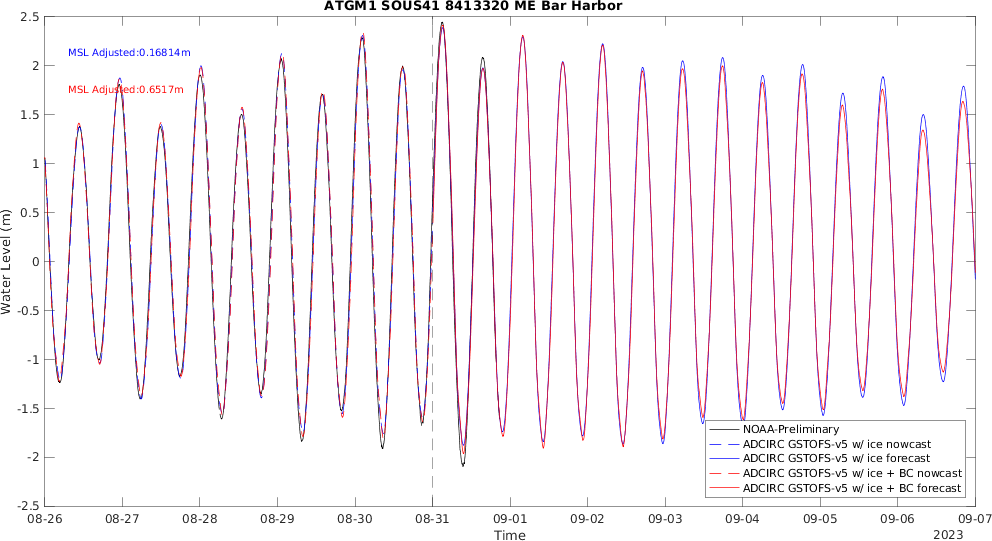 ATGM1 SOUS41 8413320 ME Bar Harbor
MSL Adjusted:0.16814m
MSL Adjusted:0.6517m
Water Level (m)
2.5
2
1.5
1
0.5
0
-0.5
-1
-1.5
-2
-2.5
NOAA-Preliminary
ADCIRC GSTOFS-v5 w/ ice nowcast
ADCIRC GSTOFS-v5 w/ ice forecast
ADCIRC GSTOFS-v5 w/ ice + BC nowcast
ADCIRC GSTOFS-v5 w/ ice + BC forecast
08-26 08-27 08-28 08-29 08-30 08-31 09-01 09-02 09-03 09-04 09-05 09-06 09-07
Time
2023